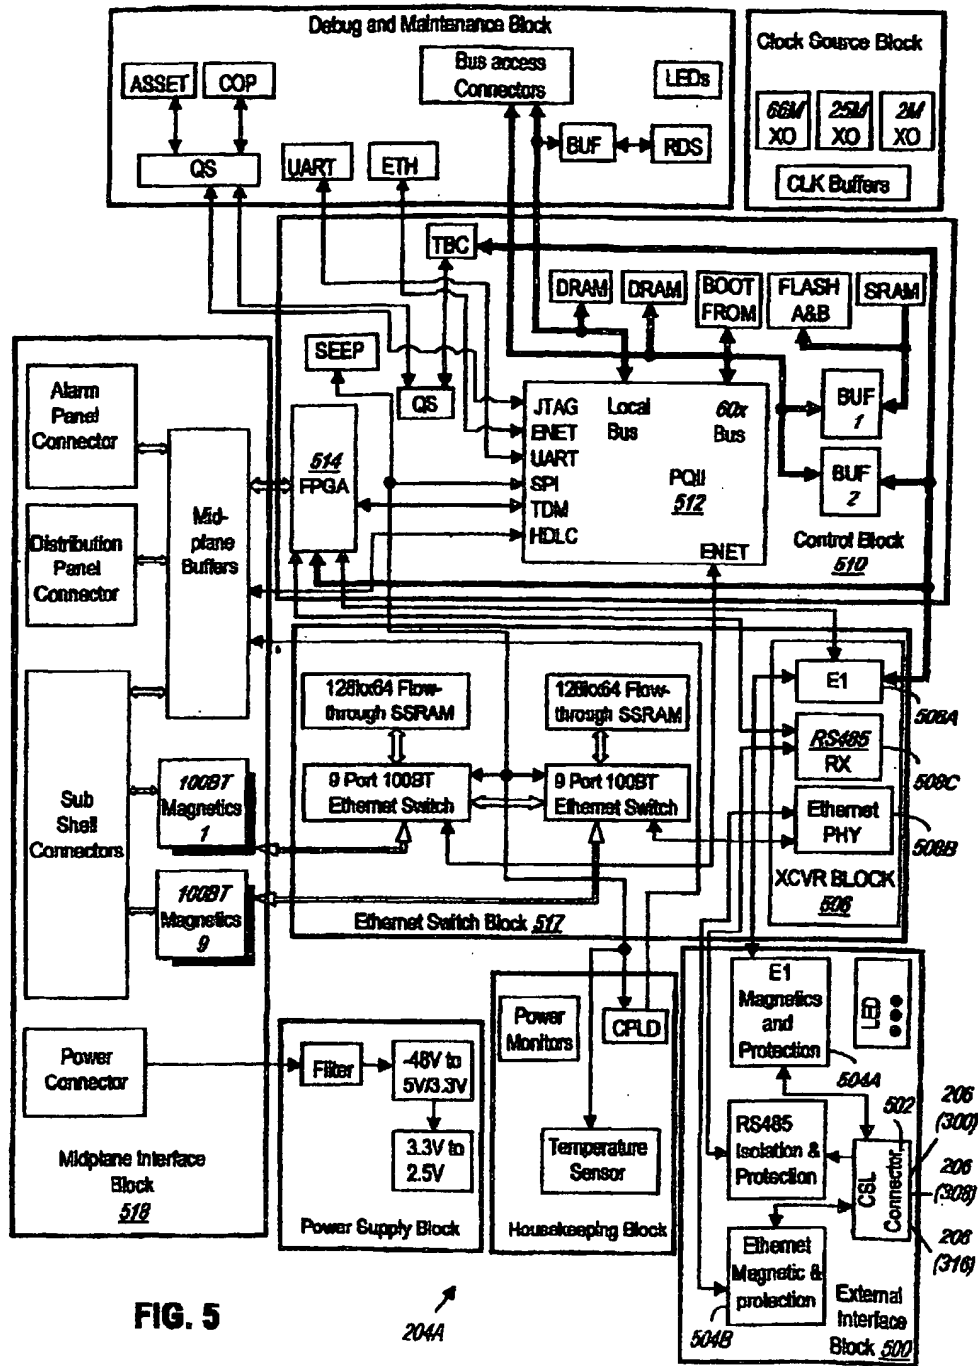 Debug and Maintenance Block
ASSET
COP
Bus access
Connectors
LEDs
QS
UART
ETH
BUF
RDS
Clock Source Block
66M
XO
25M
XO
2M
XO
CLK Buffers
TBC
DRAM
DRAM
BOOT
FROM
FLASH
A&B
SRAM
SEEP
QS
514
FPGA
JTAG
ENET
UART
SPI
TDM
HDLC
Local
Bus
60x
Bus
PQII
512
ENET
BUF
1
BUF
2
Control Block
510
Alarm
Panel
Connector
Distribution
Panel
Connector
Mid-
plane
Buffers
Sub
Shelf
Connectors
100BT
Magnetics
1
100BT
Magnetics
9
Power
Connector
Midplane Interface
Block
518
128kx64 Flow-
through SSRAM
128kx64 Flow-
through SSRAM
9 Port 100BT
Ethernet Switch
9 Port 100BT
Ethernet Switch
Ethernet Switch Block 517
E1
506A
RS485
RX
506C
Ethernet
PHY
506B
XCVR BLOCK
506
Filter
-48V to
5V/3.3V
3.3V to
2.5V
Power Supply Block
Power
Monitors
CPLD
Temperature
Sensor
Housekeeping Block
E1
Magnetics
and
Protection
504A
LED
RS485
Isolation &
Protection
502
CSL
Connector
206
(300)
206
(308)
206
(316)
Ethernet
Magnetic &
protection
504B
External
Interface
Block 500
FIG. 5
204A